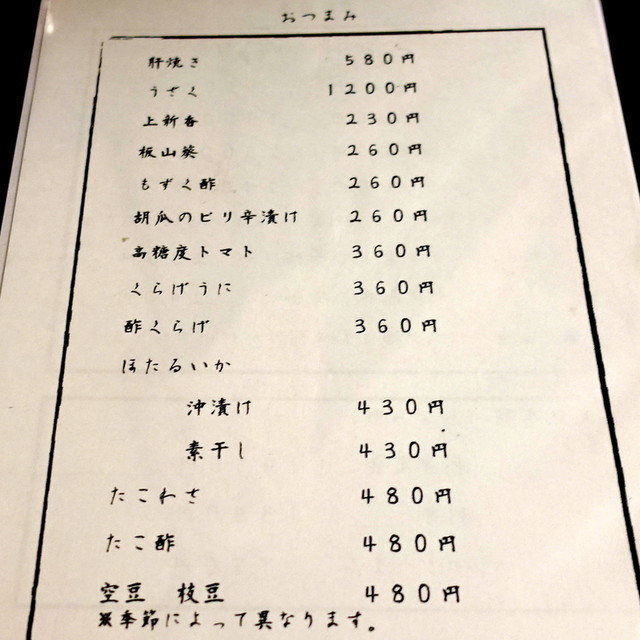 おつまみ
肝焼き 580円
うざく 1200円
上新香 230円
板山葵 260円
もずく酢 260円
胡瓜のピリ辛漬け 260円
高糖度トマト 360円
くらげうに 360円
酢くらげ 360円
ほたるいか
沖漬け 430円
素干し 430円
たこわさ 480円
たこ酢 480円
空豆 枝豆 480円
※季節によって異なります。